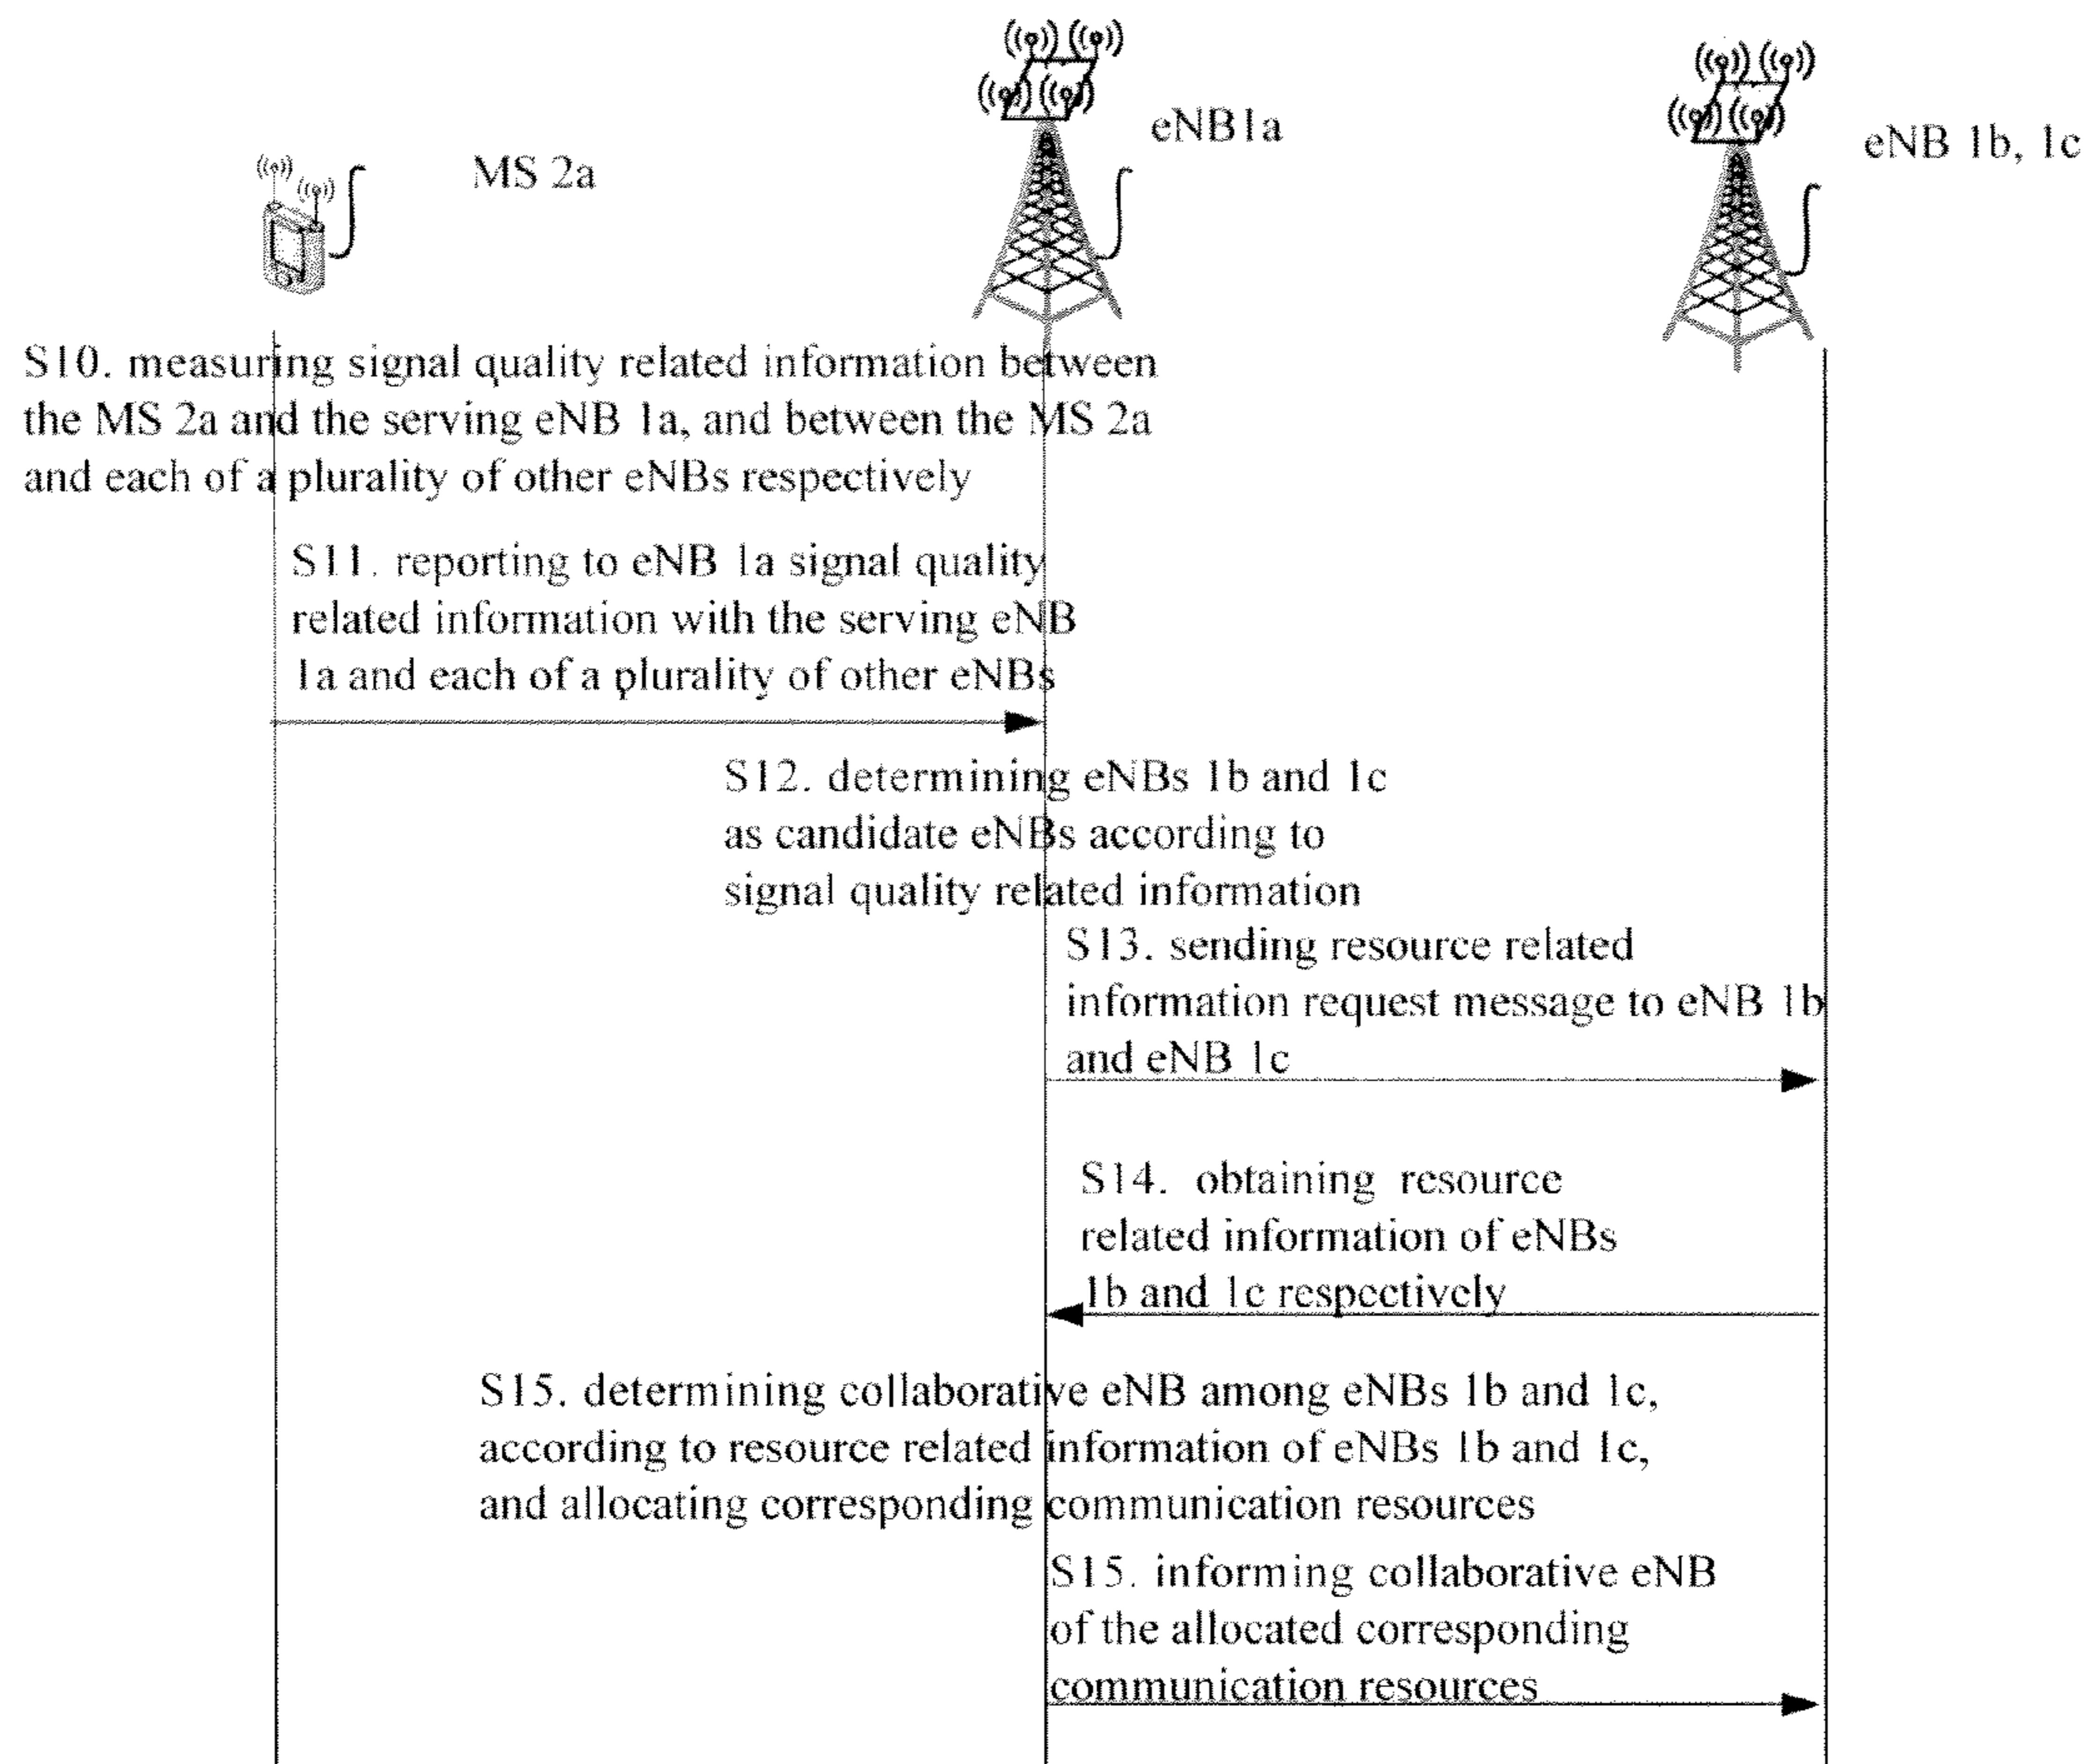 eNB1a
eNB 1b, 1c
MS 2a
S10. measuring signal quality related information between
the MS 2a and the serving eNB 1a, and between the MS 2a
and each of a plurality of other eNBs respectively
S11. reporting to eNB 1a signal quality
related information with the serving eNB
1a and each of a plurality of other eNBs
S12. determining eNBs 1b and 1c
as candidate eNBs according to
signal quality related information
S13. sending resource related
information request message to eNB 1b
and eNB 1c
S14. obtaining resource
related information of eNBs
1b and 1c respectively
S15. determining collaborative eNB among eNBs 1b and 1c,
according to resource related information of eNBs 1b and 1c,
and allocating corresponding communication resources
S15. informing collaborative eNB
of the allocated corresponding
communication resources